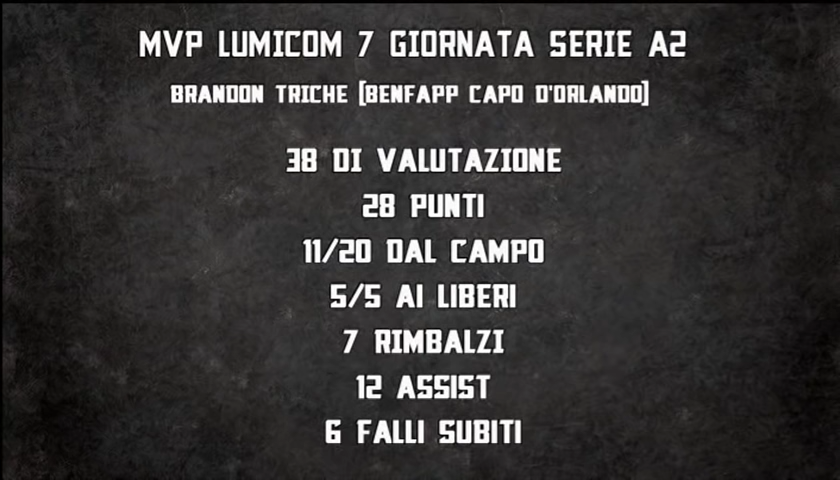 MVP LUMICOM 7 GIORNATA SERIE A2
BRANDON TRICHE [BENFAPP CAPO D'ORLANDO]
38 DI VALUTAZIONE
28 PUNTI
11/20 DAL CAMPO
5/5 AI LIBERI
7 RIMBALZI
12 ASSIST
6 FALLI SUBITI